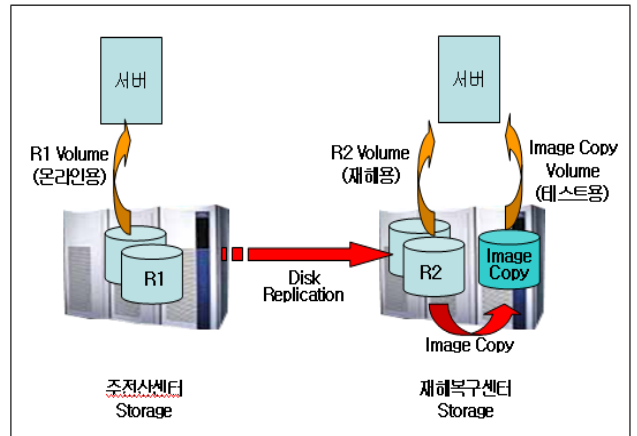 서버
서버
R1 Volume
(온라인용)
R2 Volume
(재해용)
Image Copy
Volume
(테스트용)
R1
Disk
Replication
R2
Image
Copy
Image Copy
주전산센터
Storage
재해복구센터
Storage